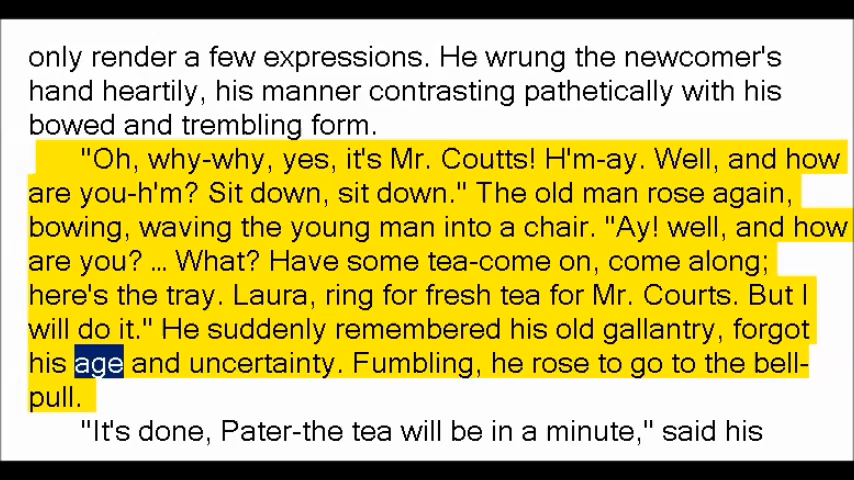 only render a few expressions. He wrung the newcomer's
hand heartily, his manner contrasting pathetically with his
bowed and trembling form.
"Oh, why-why, yes, it's Mr. Coutts! H'm-ay. Well, and how
are you-h'm? Sit down, sit down." The old man rose again,
bowing, waving the young man into a chair. "Ay! well, and how
are you? ... What? Have some tea-come on, come along;
here's the tray. Laura, ring for fresh tea for Mr. Courts. But I
will do it." He suddenly remembered his old gallantry, forgot
his age and uncertainty. Fumbling, he rose to go to the bell-
pull.
"It's done, Pater-the tea will be in a minute," said his